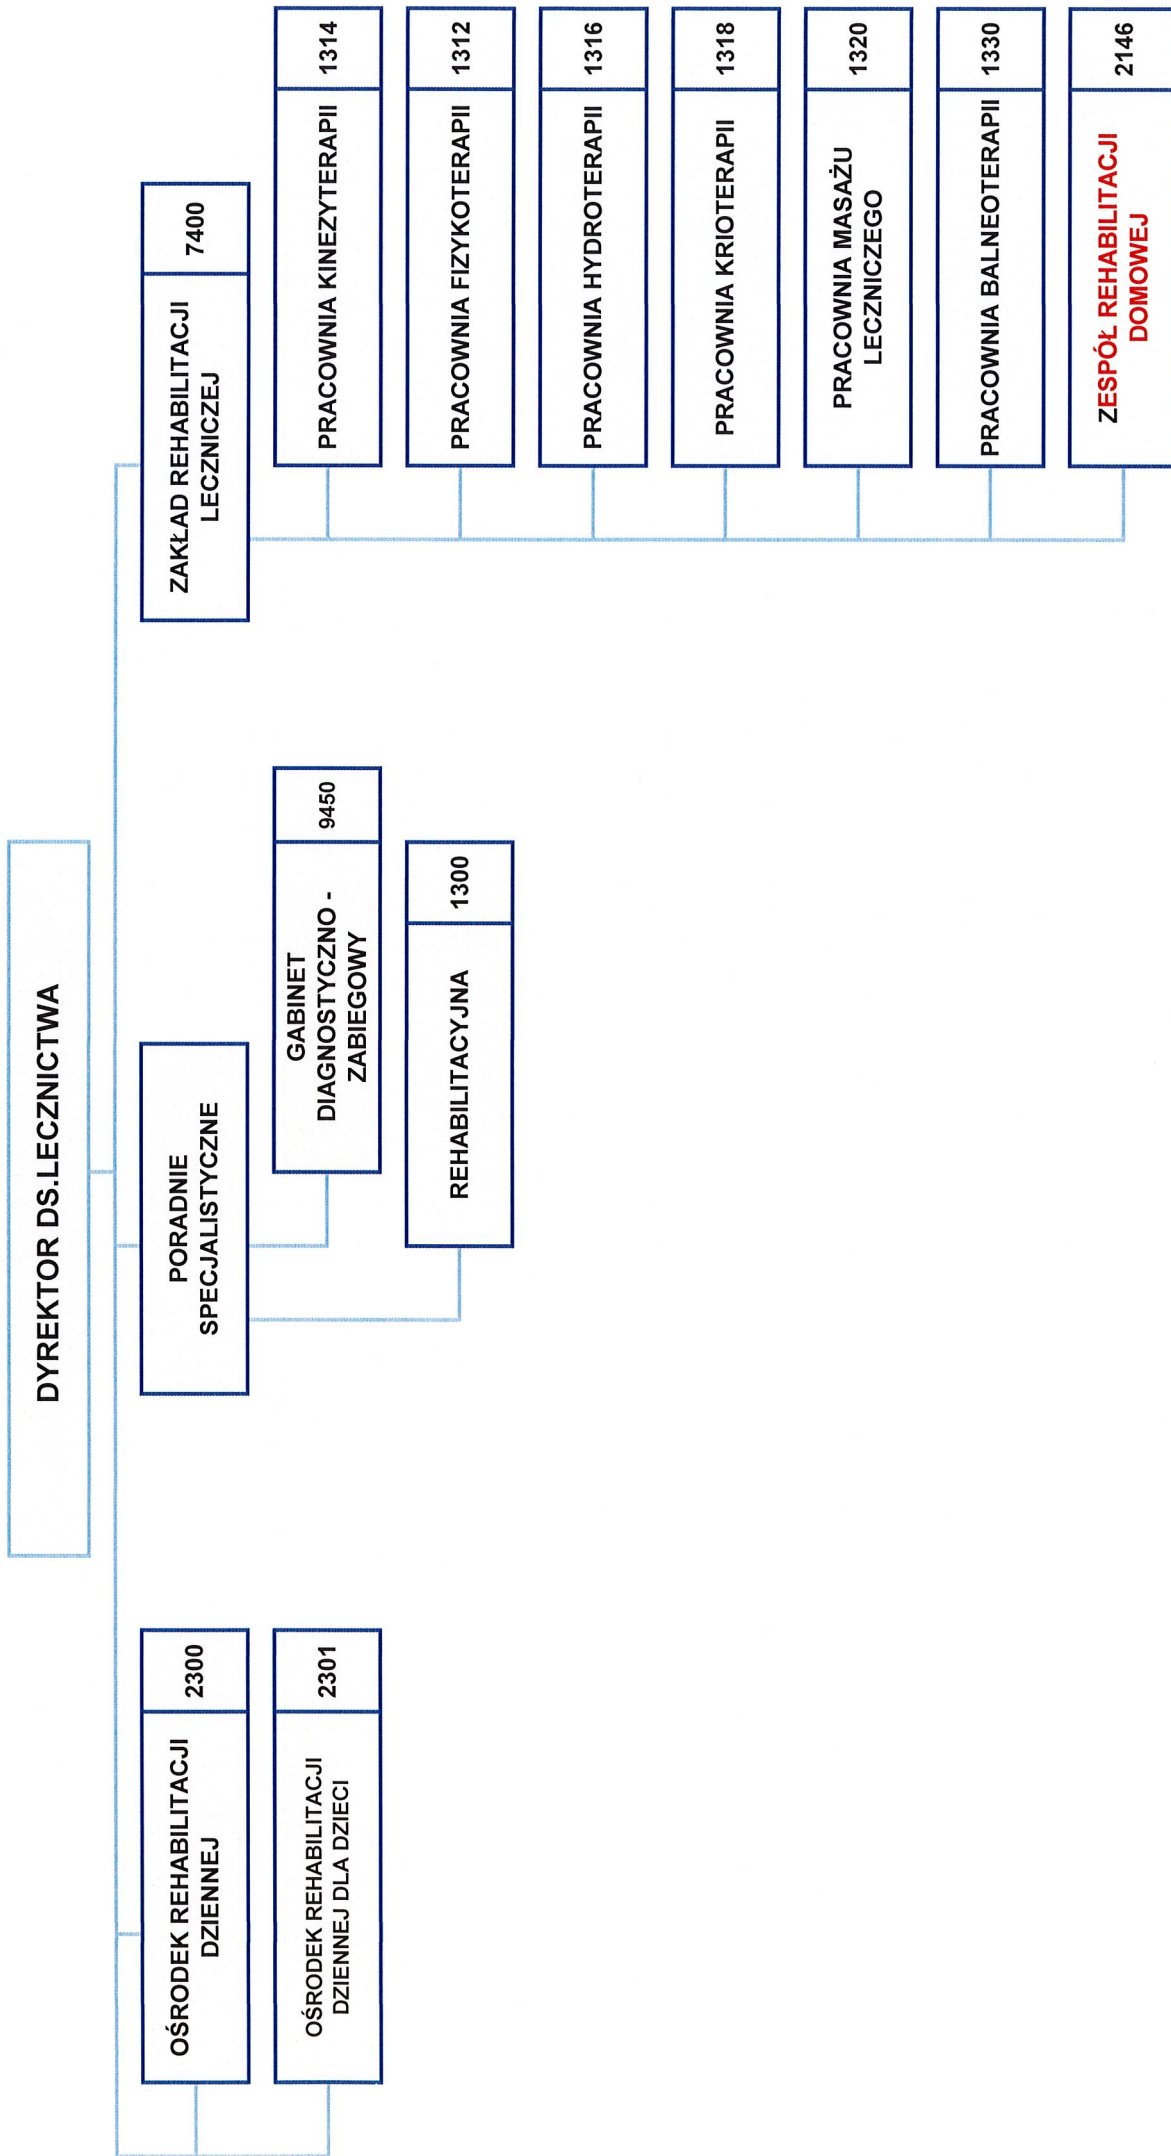 DYREKTOR DS.LECZNICTWA
OŚRODEK REHABILITACJI
DZIENNEJ
2300
OŚRODEK REHABILITACJI
DZIENNEJ DLA DZIECI
2301
PORADNIE
SPECJALISTYCZNE
GABINET
DIAGNOSTYCZNO -
ZABIEGOWY
9450
REHABILITACYJNA
1300
ZAKŁAD REHABILITACJI
LECZNICZEJ
7400
PRACOWNIA KINEZYTERAPII
1314
PRACOWNIA FIZYKOTERAPII
1312
PRACOWNIA HYDROTERAPII
1316
PRACOWNIA KRIOTERAPII
1318
PRACOWNIA MASAŻU
LECZNICZEGO
1320
PRACOWNIA BALNEOTERAPII
1330
ZESPÓŁ REHABILITACJI
DOMOWEJ
2146